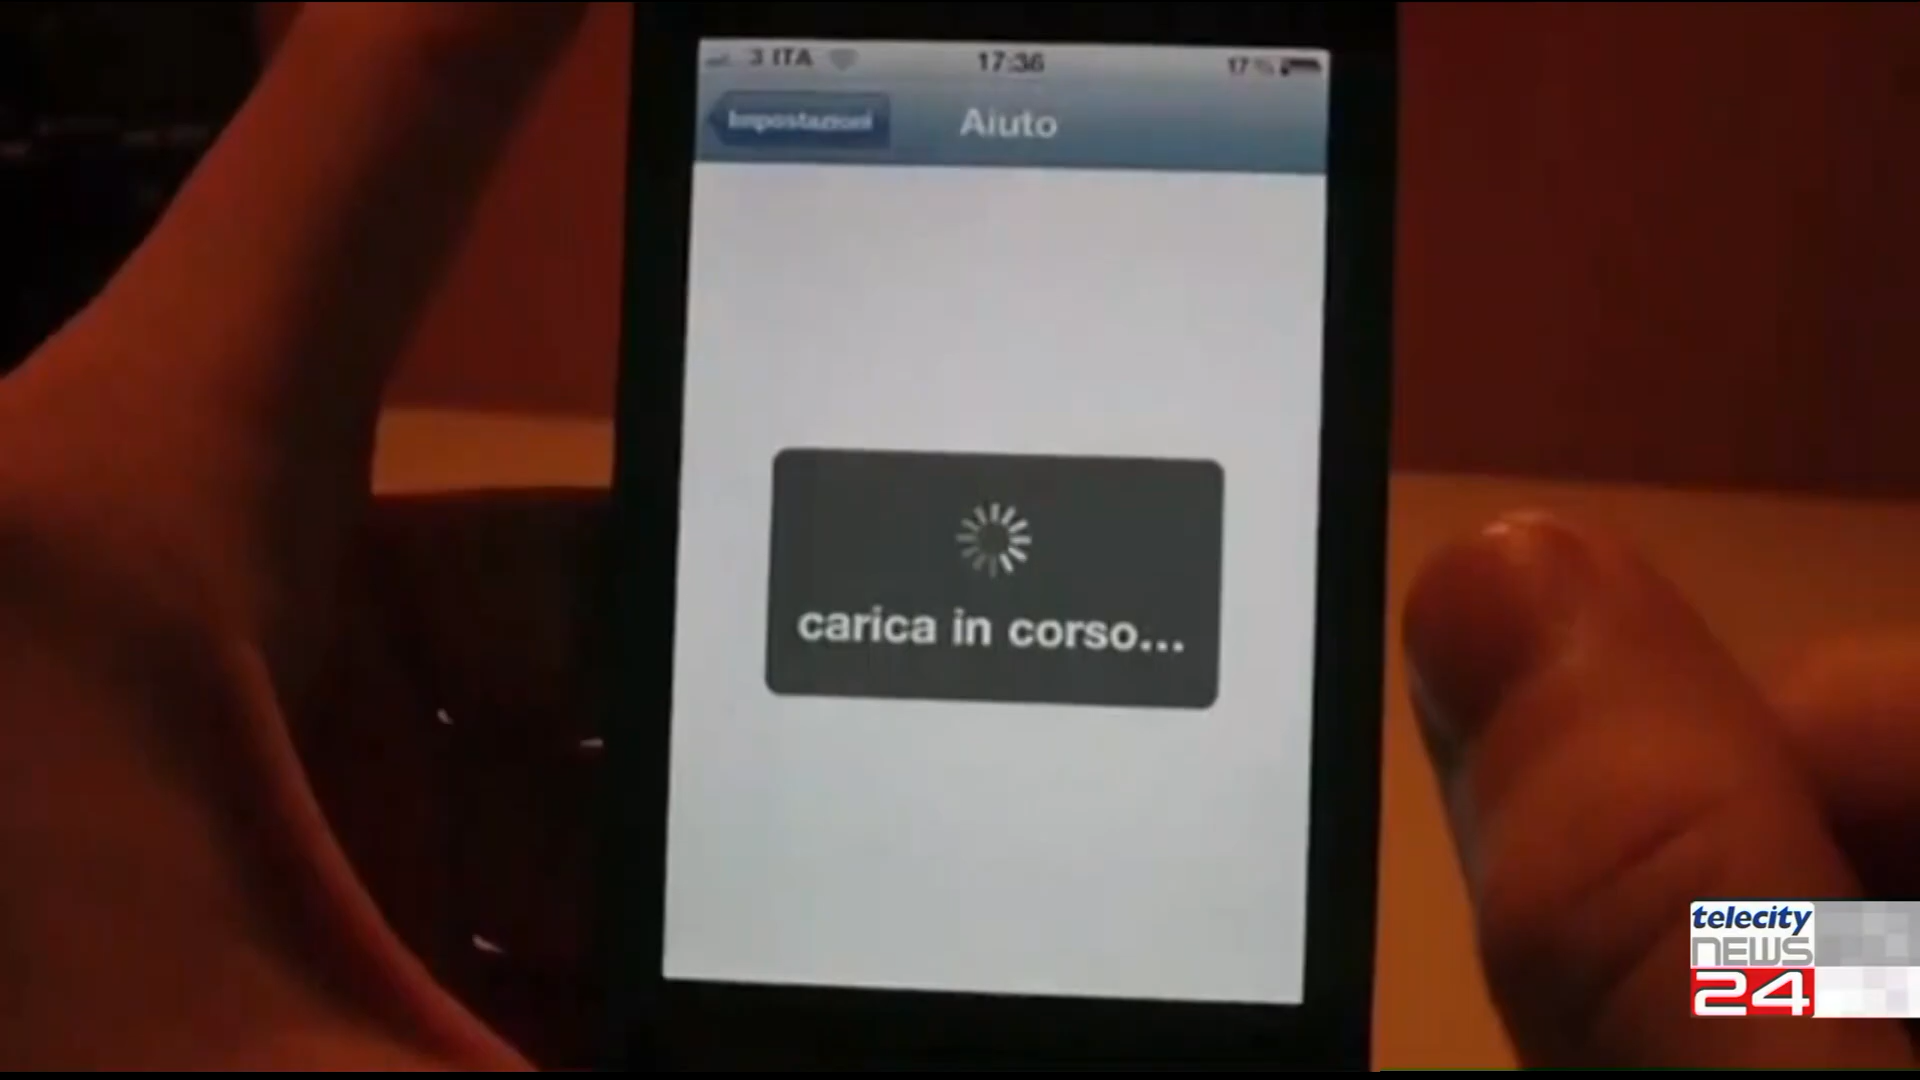 3 ITA 17:36 17 %
Impostazioni Aiuto
carica in corso...
telecity
NEWS
24